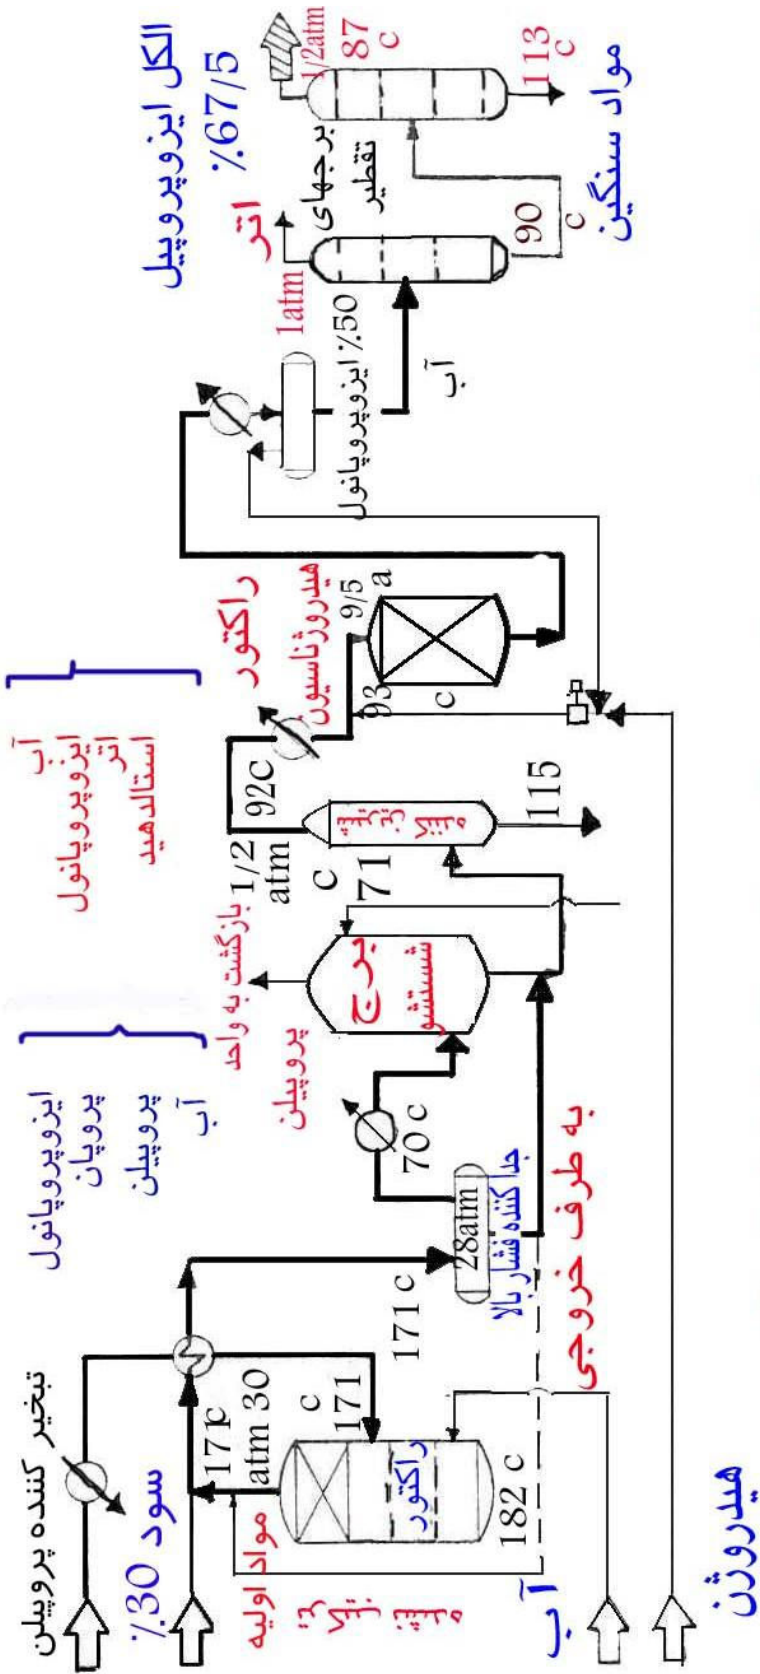 تبخیر کننده پروپیلن
٪30 سود
مواد اولیه
تغلیظ کننده
آب
هیدروژن
171c
atm 30
c
171
راکتور
182 c
171 c
28atm
جداکننده فشار بالا
به طرف خروجی
70 c
ایزوپروپانول
پروپان
پروپیلن
آب
بازگشت به واحد
پروپیلن
برج
شستشو
71
c
1/2
atm
92c
115
آب
ایزوپروپانول
اتر
استالدهید
راکتور
هیدروژناسیون
9/5
a
93
c
1atm
ایزوپروپانول ٪50
آب
اتر
برجهای
تقطیر
90
c
الکل ایزوپروپیل
٪67/5
1/2atm
87
c
113
c
مواد سنگین